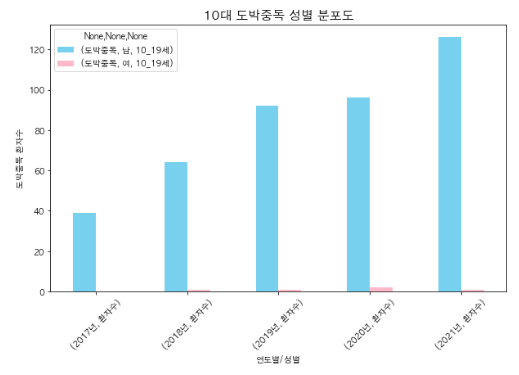 10대 도박중독 성별 분포도
None,None,None
(도박중독, 남, 10_19세)
(도박중독, 여, 10_19세)
도박중독 환자수
120
100
80
60
40
20
0
(2017년, 환자수)
(2018년, 환자수)
(2019년, 환자수)
(2020년, 환자수)
(2021년, 환자수)
연도별/성별